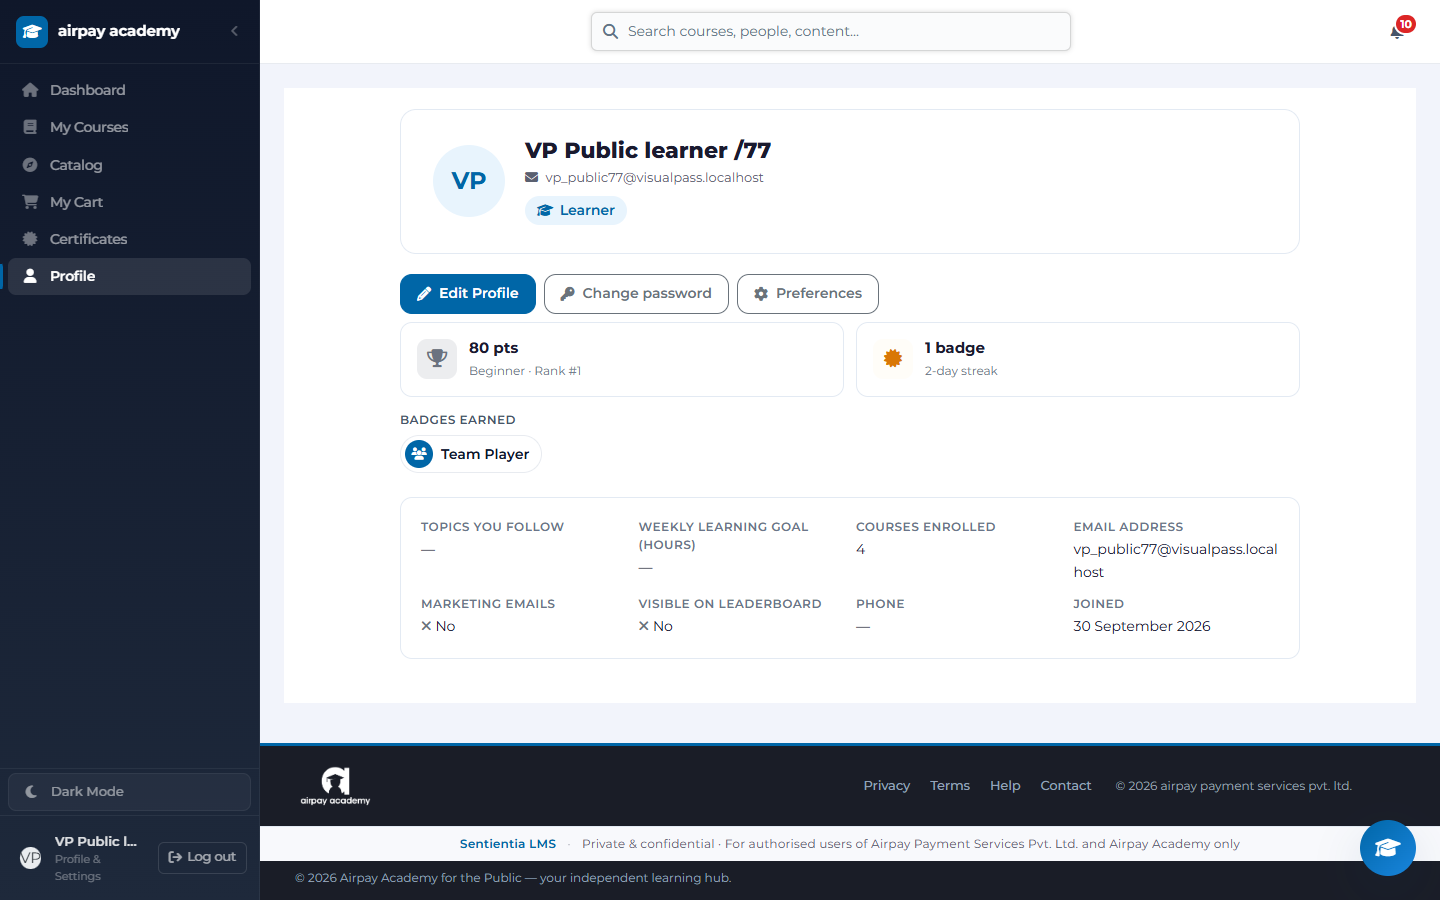 airpay academy
Search courses, people, content...
10
Dashboard
My Courses
Catalog
My Cart
Certificates
Profile
VP
VP Public learner /77
vp_public77@visualpass.localhost
Learner
Edit Profile
Change password
Preferences
80 pts
Beginner · Rank #1
1 badge
2-day streak
BADGES EARNED
Team Player
TOPICS YOU FOLLOW
—
WEEKLY LEARNING GOAL
(HOURS)
—
COURSES ENROLLED
4
EMAIL ADDRESS
vp_public77@visualpass.local
host
MARKETING EMAILS
✕ No
VISIBLE ON LEADERBOARD
✕ No
PHONE
—
JOINED
30 September 2026
Dark Mode
VP
VP Public l...
Profile &
Settings
Log out
airpay academy
Privacy
Terms
Help
Contact
© 2026 airpay payment services pvt. ltd.
Sentientia LMS · Private & confidential · For authorised users of Airpay Payment Services Pvt. Ltd. and Airpay Academy only
© 2026 Airpay Academy for the Public — your independent learning hub.